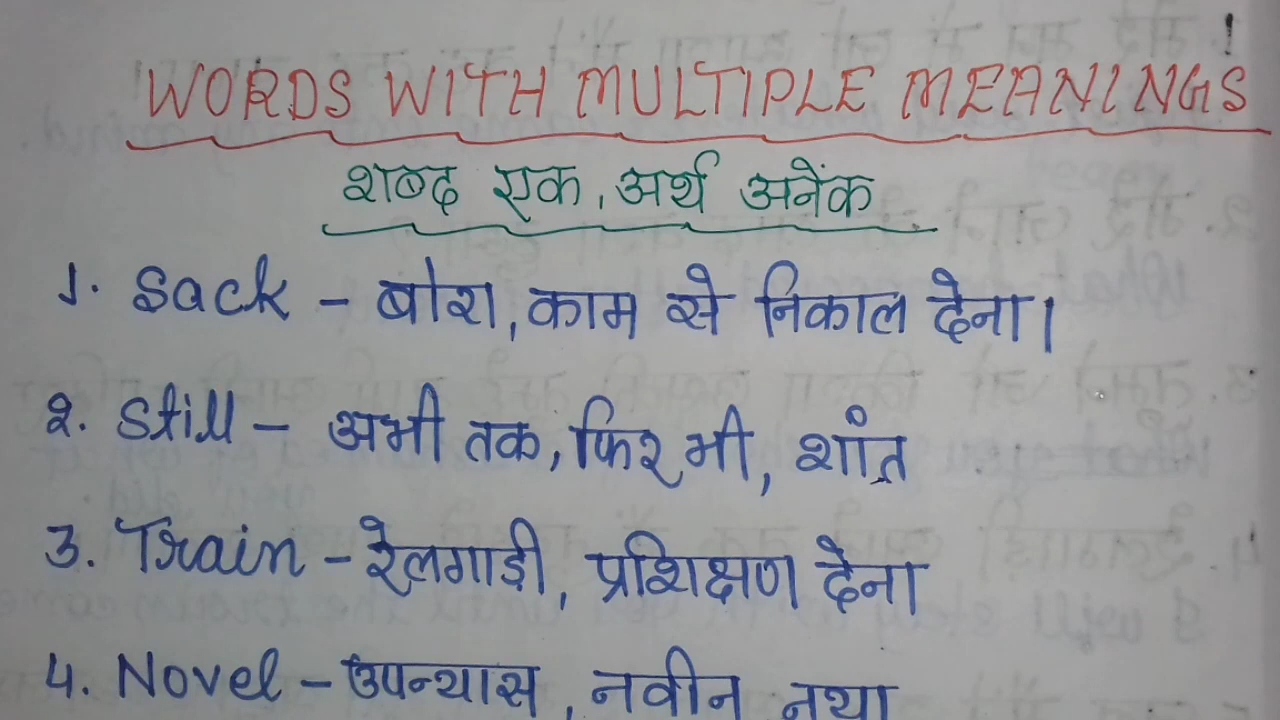 WORDS WITH MULTIPLE MEANINGS
शब्द एक, अर्थ अनेंक
1. Sack - बोरा, काम से निकाल देना।
2. Still - अभी तक, फिर भी, शांत
3. Train - रेलगाड़ी, प्रशिक्षण देना
4. Novel - उपन्यास, नवीन